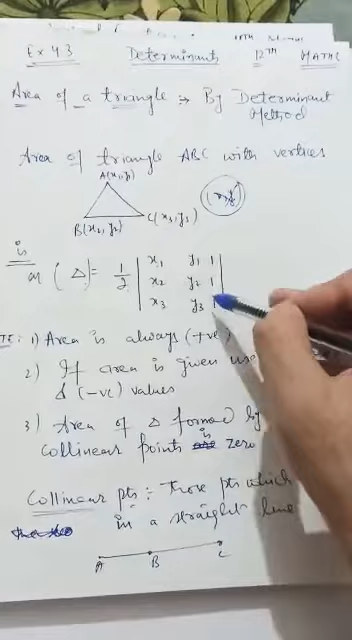 Ex 4.3 Determinants 12th MATHS
Area of a triangle :→ By Determinant
Method
Area of triangle ABC with vertices
A(x,y)
B(x2, y2) C(x3, y3)
is
(Δ) = 1/2 | x1 y1 1 |
| x2 y2 1 |
| x3 y3 1 |
TE: 1) Area is always (+ve)
2) If area is given use
(-ve) values
3) Area of Δ formed by
collinear points is zero
Collinear pts :- Those pts which
in a straight line
A B C